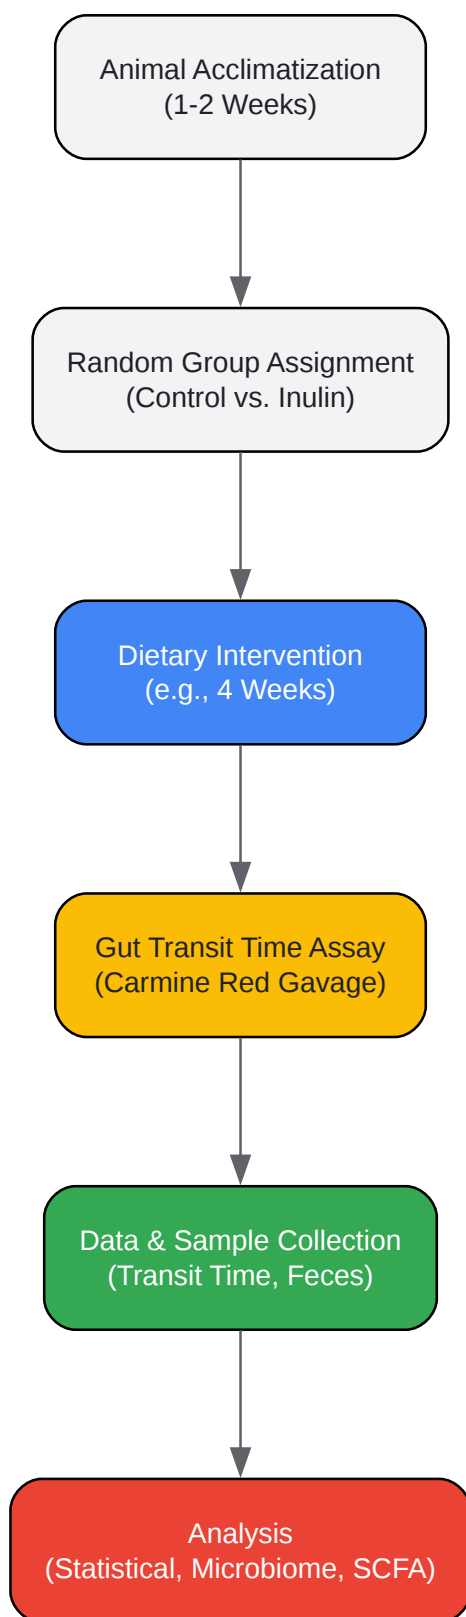 Animal Acclimatization
(1-2 Weeks)
Random Group Assignment
(Control vs. Inulin)
Dietary Intervention
(e.g., 4 Weeks)
Gut Transit Time Assay
(Carmine Red Gavage)
Data & Sample Collection
(Transit Time, Feces)
Analysis
(Statistical, Microbiome, SCFA)